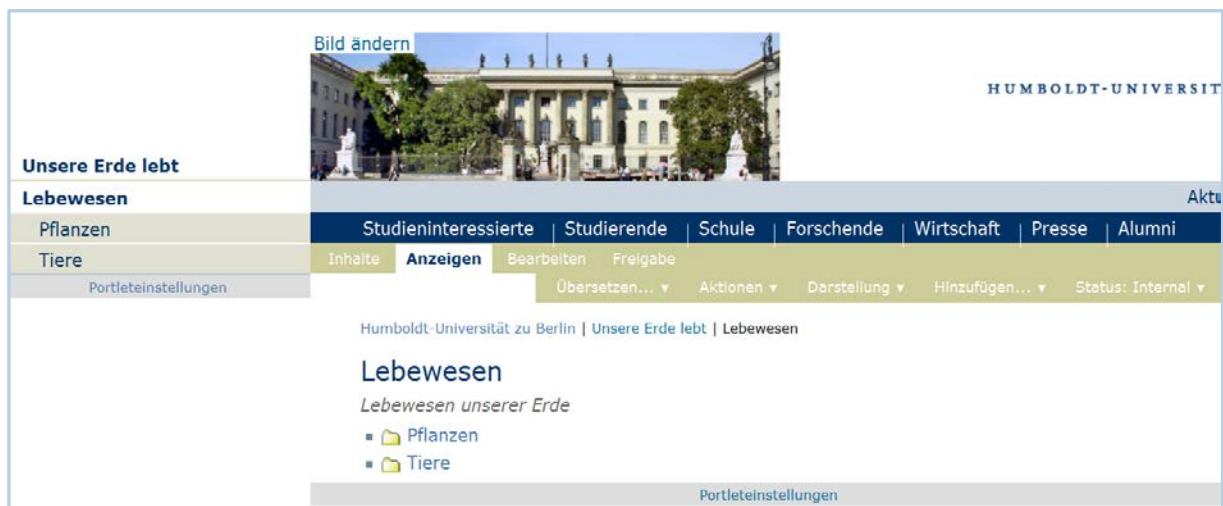 Bild ändern
HUMBOLDT-UNIVERSIT
Unsere Erde lebt
Lebewesen
Aktu
Pflanzen
Studieninteressierte | Studierende | Schule | Forschende | Wirtschaft | Presse | Alumni
Tiere
Inhalte Anzeigen Bearbeiten Freigabe
Portleteinstellungen
Übersetzen... Aktionen Darstellung Hinzufügen... Status: Internal
Humboldt-Universität zu Berlin | Unsere Erde lebt | Lebewesen
Lebewesen
Lebewesen unserer Erde
Pflanzen
Tiere
Portleteinstellungen